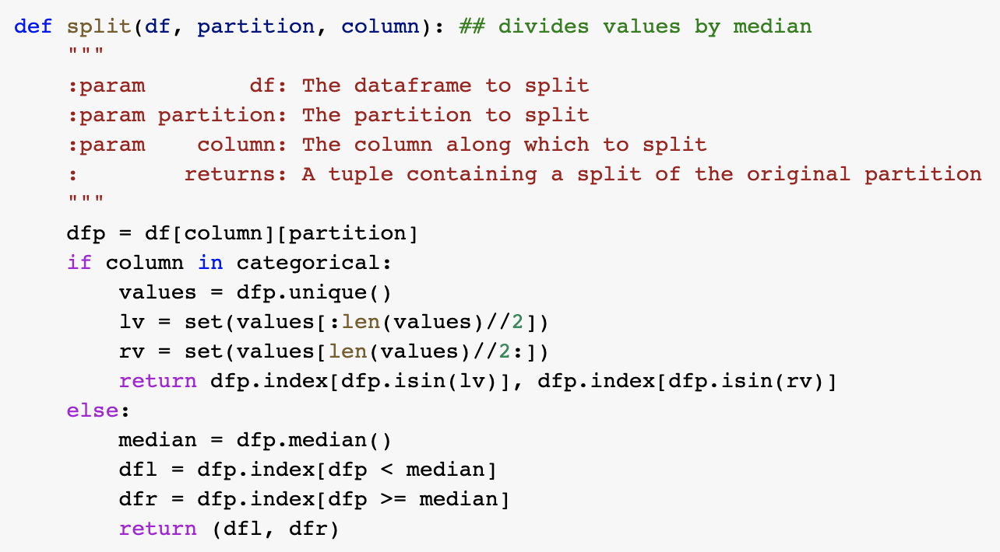 def split(df, partition, column): ## divides values by median
    """
    :param        df: The dataframe to split
    :param partition: The partition to split
    :param    column: The column along which to split
    :        returns: A tuple containing a split of the original partition
    """
    dfp = df[column][partition]
    if column in categorical:
        values = dfp.unique()
        lv = set(values[:len(values)//2])
        rv = set(values[len(values)//2:])
        return dfp.index[dfp.isin(lv)], dfp.index[dfp.isin(rv)]
    else:
        median = dfp.median()
        dfl = dfp.index[dfp < median]
        dfr = dfp.index[dfp >= median]
        return (dfl, dfr)